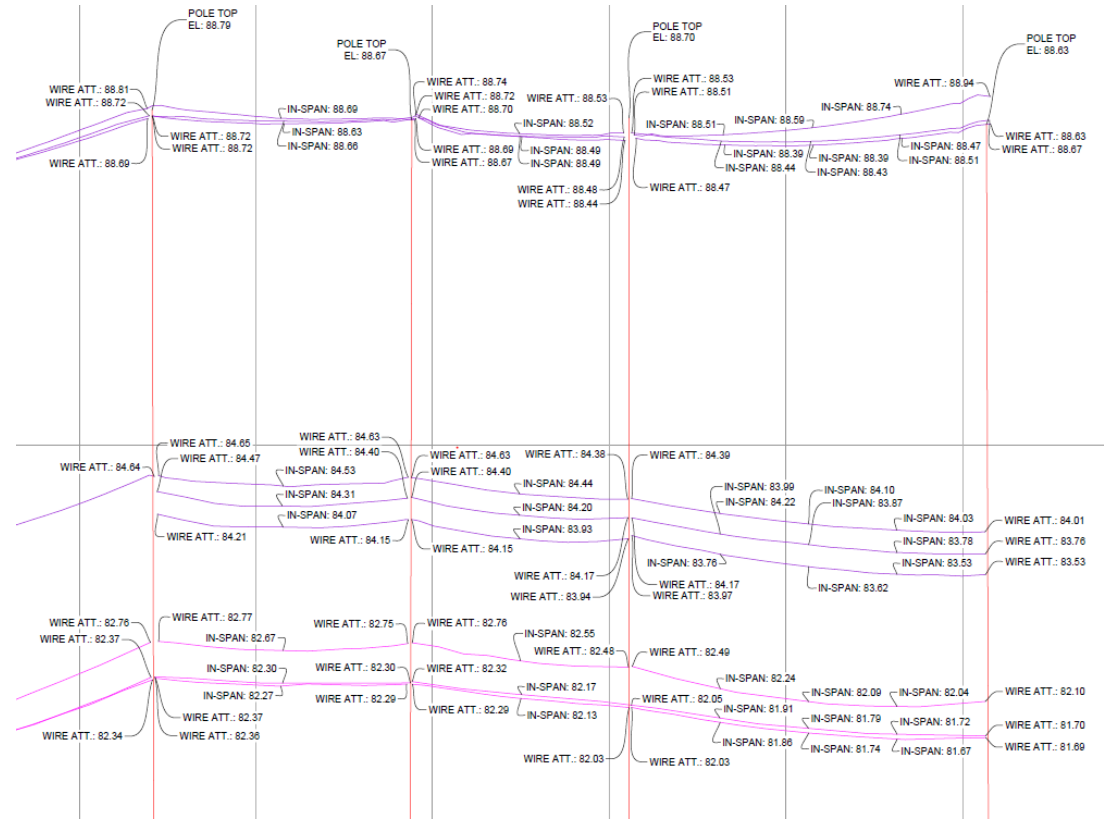 POLE TOP
EL: 88.79
POLE TOP
EL: 88.67
POLE TOP
EL: 88.70
POLE TOP
EL: 88.63
WIRE ATT.: 88.81
WIRE ATT.: 88.72
WIRE ATT.: 88.72
WIRE ATT.: 88.72
WIRE ATT.: 88.69
IN-SPAN: 88.69
IN-SPAN: 88.63
IN-SPAN: 88.66
WIRE ATT.: 88.74
WIRE ATT.: 88.72
WIRE ATT.: 88.70
WIRE ATT.: 88.69
WIRE ATT.: 88.67
IN-SPAN: 88.52
IN-SPAN: 88.49
IN-SPAN: 88.49
WIRE ATT.: 88.53
WIRE ATT.: 88.48
WIRE ATT.: 88.44
WIRE ATT.: 88.53
WIRE ATT.: 88.51
WIRE ATT.: 88.47
IN-SPAN: 88.51
IN-SPAN: 88.39
IN-SPAN: 88.44
IN-SPAN: 88.59
IN-SPAN: 88.39
IN-SPAN: 88.43
IN-SPAN: 88.74
IN-SPAN: 88.47
IN-SPAN: 88.51
WIRE ATT.: 88.94
WIRE ATT.: 88.63
WIRE ATT.: 88.67
WIRE ATT.: 84.64
WIRE ATT.: 84.65
WIRE ATT.: 84.47
WIRE ATT.: 84.21
IN-SPAN: 84.53
IN-SPAN: 84.31
IN-SPAN: 84.07
WIRE ATT.: 84.63
WIRE ATT.: 84.40
WIRE ATT.: 84.15
WIRE ATT.: 84.63
WIRE ATT.: 84.40
WIRE ATT.: 84.15
IN-SPAN: 84.44
IN-SPAN: 84.20
IN-SPAN: 83.93
WIRE ATT.: 84.38
WIRE ATT.: 84.17
WIRE ATT.: 83.94
WIRE ATT.: 84.39
WIRE ATT.: 84.17
WIRE ATT.: 83.97
IN-SPAN: 83.99
IN-SPAN: 84.22
IN-SPAN: 83.76
IN-SPAN: 84.10
IN-SPAN: 83.87
IN-SPAN: 83.62
IN-SPAN: 84.03
IN-SPAN: 83.78
IN-SPAN: 83.53
WIRE ATT.: 84.01
WIRE ATT.: 83.76
WIRE ATT.: 83.53
WIRE ATT.: 82.76
WIRE ATT.: 82.37
WIRE ATT.: 82.34
WIRE ATT.: 82.77
WIRE ATT.: 82.37
WIRE ATT.: 82.36
IN-SPAN: 82.67
IN-SPAN: 82.30
IN-SPAN: 82.27
WIRE ATT.: 82.75
WIRE ATT.: 82.30
WIRE ATT.: 82.29
WIRE ATT.: 82.76
WIRE ATT.: 82.32
WIRE ATT.: 82.29
IN-SPAN: 82.55
IN-SPAN: 82.17
IN-SPAN: 82.13
WIRE ATT.: 82.48
WIRE ATT.: 82.03
WIRE ATT.: 82.49
WIRE ATT.: 82.05
WIRE ATT.: 82.03
IN-SPAN: 82.24
IN-SPAN: 81.91
IN-SPAN: 81.86
IN-SPAN: 82.09
IN-SPAN: 81.79
IN-SPAN: 81.74
IN-SPAN: 82.04
IN-SPAN: 81.72
IN-SPAN: 81.67
WIRE ATT.: 82.10
WIRE ATT.: 81.70
WIRE ATT.: 81.69